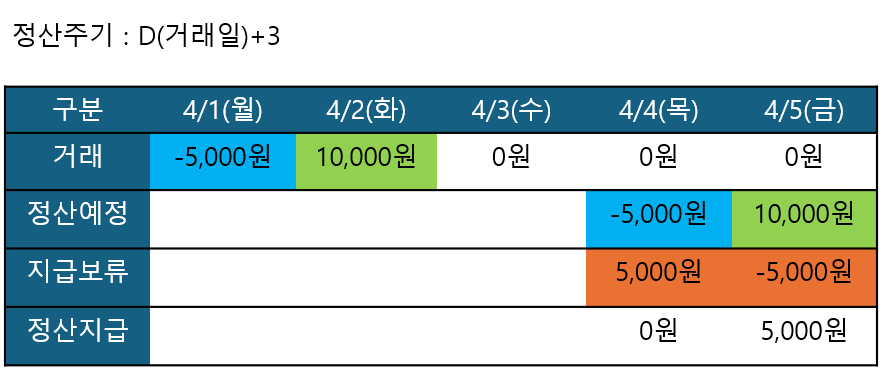 정산주기 : D(거래일)+3
구분 4/1(월) 4/2(화) 4/3(수) 4/4(목) 4/5(금)
거래 -5,000원 10,000원 0원 0원 0원
정산예정 -5,000원 10,000원
지급보류 5,000원 -5,000원
정산지급 0원 5,000원